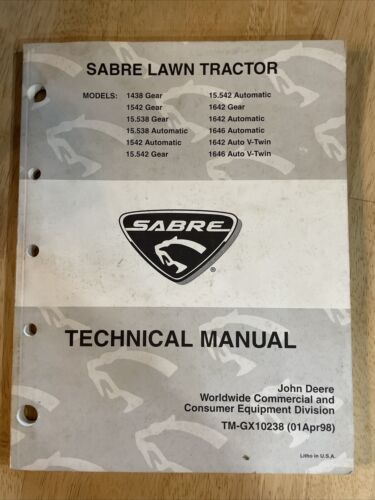 SABRE LAWN TRACTOR
MODELS: 1438 Gear 15.542 Automatic
1542 Gear 1642 Gear
15.538 Gear 1642 Automatic
15.538 Automatic 1646 Automatic
1542 Automatic 1642 Auto V-Twin
15.542 Gear 1646 Auto V-Twin
SABRE
®
TECHNICAL MANUAL
John Deere
Worldwide Commercial and
Consumer Equipment Division
TM-GX10238 (01Apr98)
Litho in U.S.A.